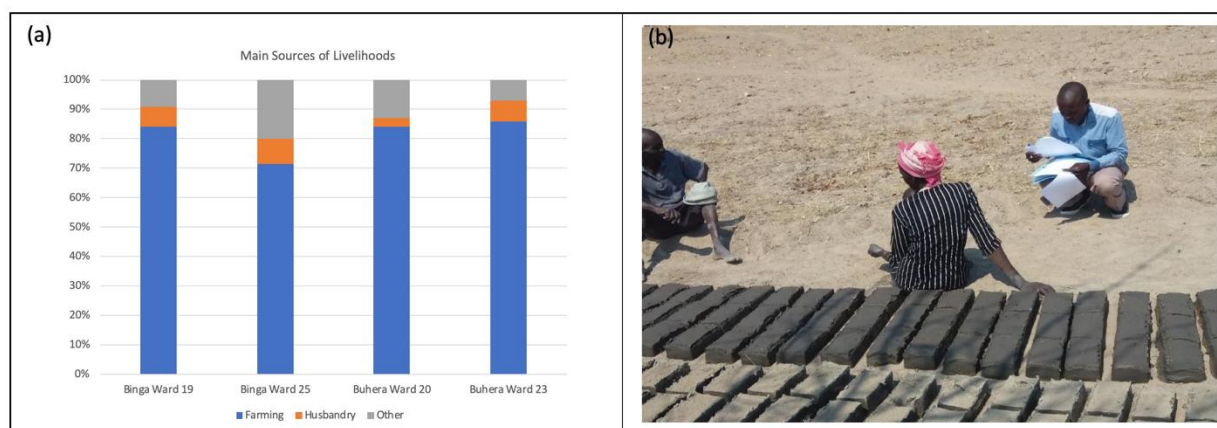 (a)
Main Sources of Livelihoods
100%
90%
80%
70%
60%
50%
40%
30%
20%
10%
0%
Binga Ward 19 Binga Ward 25 Buhera Ward 20 Buhera Ward 23
Farming Husbandry Other
(b)